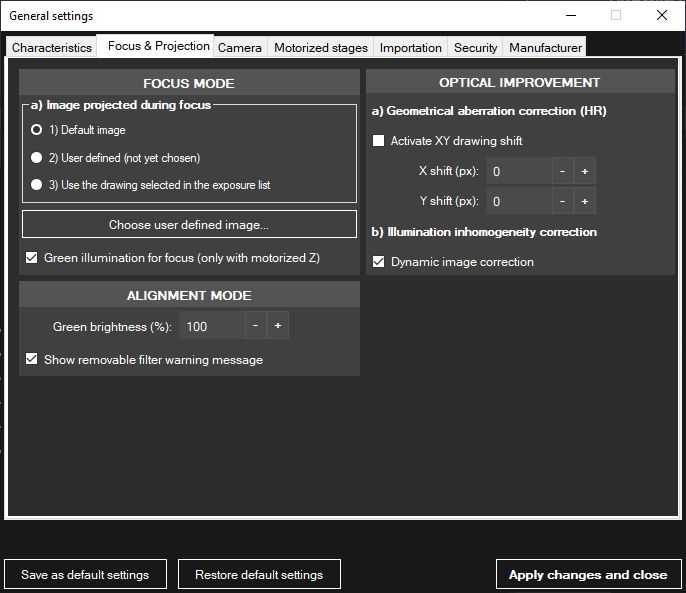 General settings
Characteristics Focus & Projection Camera Motorized stages Importation Security Manufacturer
FOCUS MODE
a) Image projected during focus
1) Default image
2) User defined (not yet chosen)
3) Use the drawing selected in the exposure list
Choose user defined image...
Green illumination for focus (only with motorized Z)
ALIGNMENT MODE
Green brightness (%): 100 - +
Show removable filter warning message
OPTICAL IMPROVEMENT
a) Geometrical aberration correction (HR)
Activate XY drawing shift
X shift (px): 0 - +
Y shift (px): 0 - +
b) Illumination inhomogeneity correction
Dynamic image correction
Save as default settings Restore default settings Apply changes and close